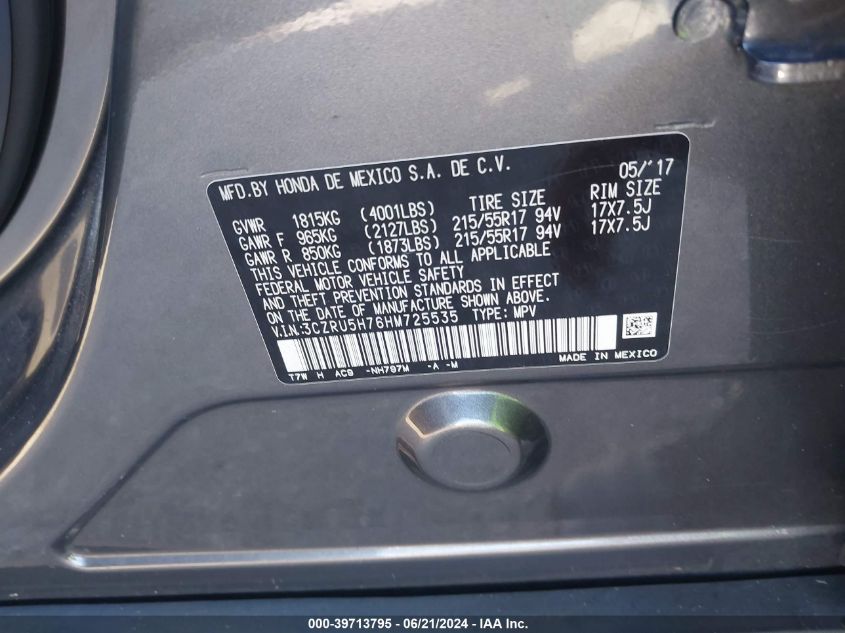 MFD.BY HONDA DE MEXICO S.A. DE C.V. 05/'17
TIRE SIZE RIM SIZE
GVWR 1815KG (4001LBS)
GAWR F 965KG (2127LBS) 215/55R17 94V 17X7.5J
GAWR R 850KG (1873LBS) 215/55R17 94V 17X7.5J
THIS VEHICLE CONFORMS TO ALL APPLICABLE
FEDERAL MOTOR VEHICLE SAFETY
AND THEFT PREVENTION STANDARDS IN EFFECT
ON THE DATE OF MANUFACTURE SHOWN ABOVE.
V.IN:3CZRU5H76HM725535 TYPE: MPV
MADE IN MEXICO
T7W H ACS -NH797M -A -M
000-39713795 - 06/21/2024 - IAA Inc.